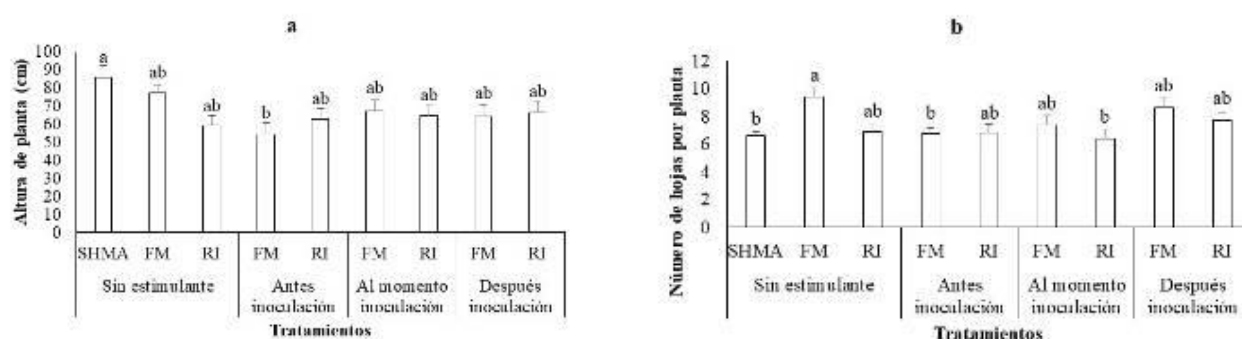 a
Altura de planta (cm)
100
90
80
70
60
50
40
30
20
10
0
a
ab
ab
b
ab
ab
ab
ab
ab
SHMA FM RI FM RI FM RI FM RI
Sin estimulante Antes inoculación Al momento inoculación Después inoculación
Tratamientos
b
Número de hojas por planta
12
10
8
6
4
2
0
b
a
ab
b
ab
ab
b
ab
ab
SHMA FM RI FM RI FM RI FM RI
Sin estimulante Antes inoculación Al momento inoculación Después inoculación
Tratamientos